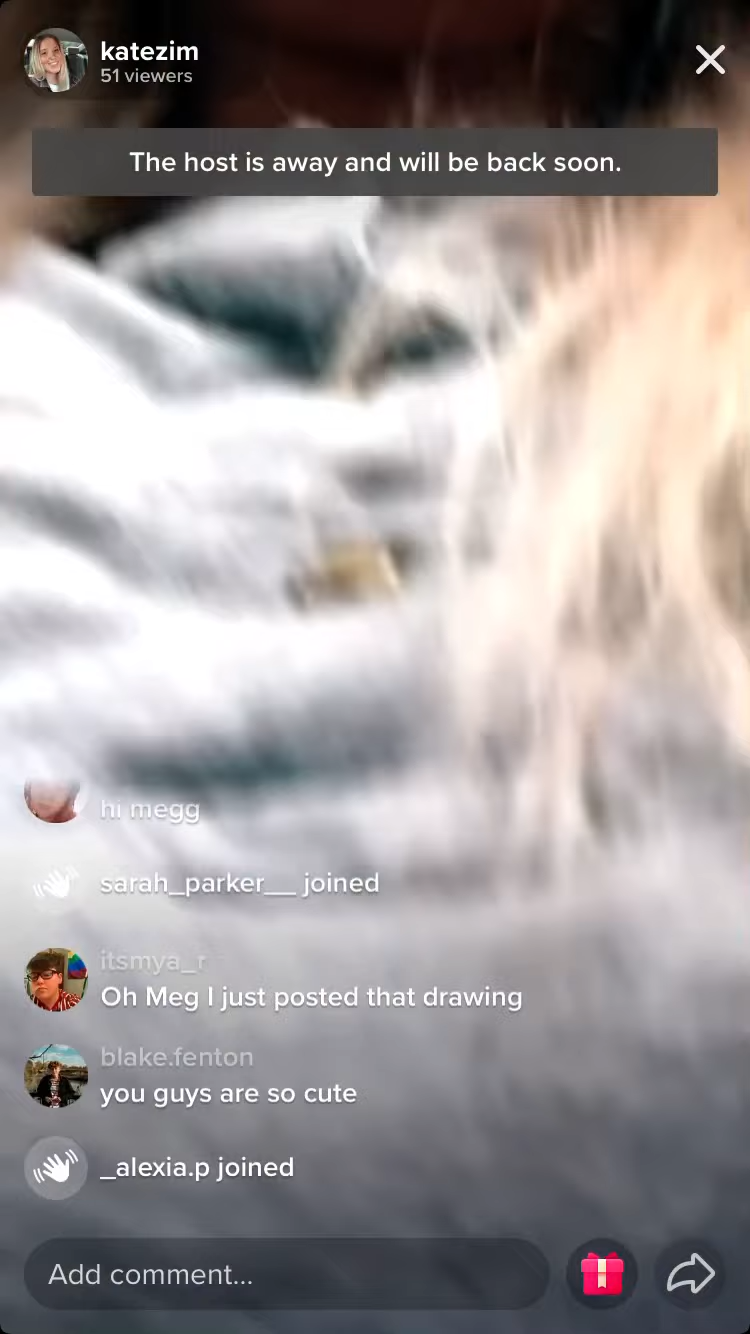 katezim
51 viewers
The host is away and will be back soon.
hi megg
sarah_parker__ joined
itsmya_r
Oh Meg I just posted that drawing
blake.fenton
you guys are so cute
_alexia.p joined
Add comment...